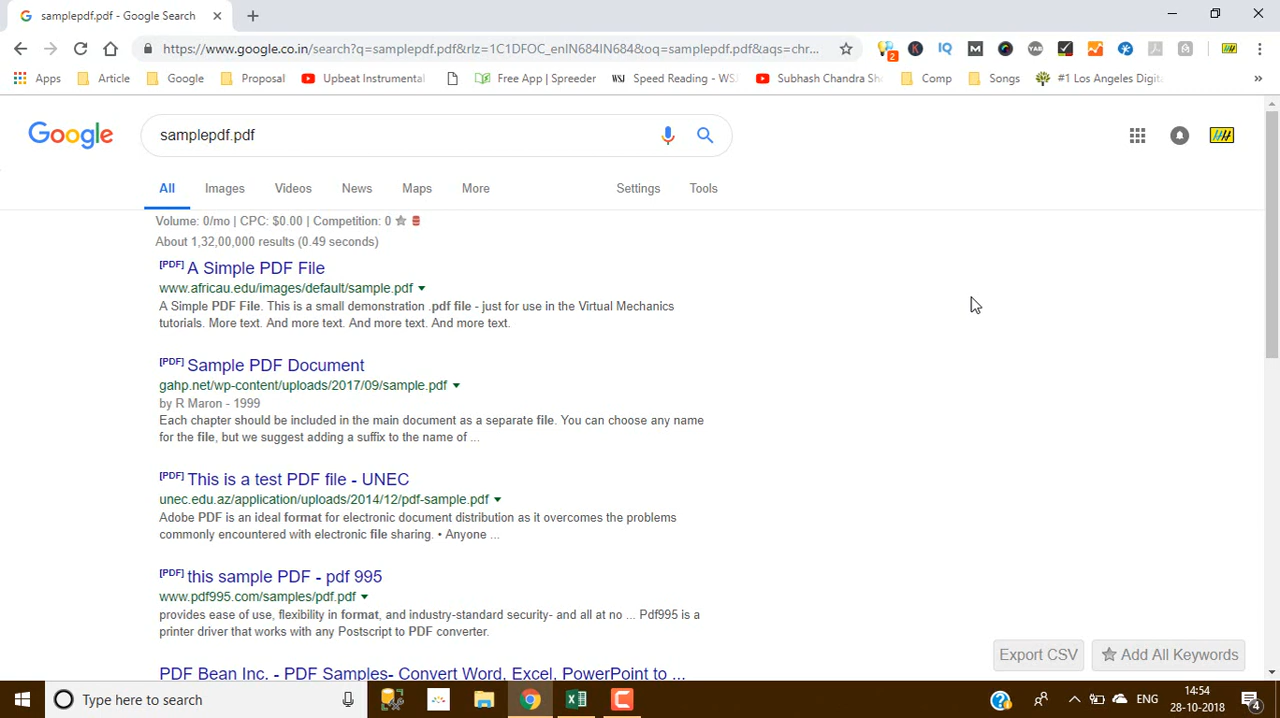 samplepdf.pdf - Google Search
https://www.google.co.in/search?q=samplepdf.pdf&rlz=1C1DFOC_enIN684IN684&oq=samplepdf.pdf&aqs=chr...
2
K
IQ
M
YAB
Apps
Article
Google
Proposal
Upbeat Instrumental
Free App | Spreeder
WSJ Speed Reading - WSJ
Subhash Chandra Sh
Comp
Songs
#1 Los Angeles Digita
»
Google
samplepdf.pdf
All
Images
Videos
News
Maps
More
Settings
Tools
Volume: 0/mo | CPC: $0.00 | Competition: 0
About 1,32,00,000 results (0.49 seconds)
[PDF] A Simple PDF File
www.africau.edu/images/default/sample.pdf
A Simple PDF File. This is a small demonstration .pdf file - just for use in the Virtual Mechanics
tutorials. More text. And more text. And more text. And more text.
[PDF] Sample PDF Document
gahp.net/wp-content/uploads/2017/09/sample.pdf
by R Maron - 1999
Each chapter should be included in the main document as a separate file. You can choose any name
for the file, but we suggest adding a suffix to the name of ...
[PDF] This is a test PDF file - UNEC
unec.edu.az/application/uploads/2014/12/pdf-sample.pdf
Adobe PDF is an ideal format for electronic document distribution as it overcomes the problems
commonly encountered with electronic file sharing. • Anyone ...
[PDF] this sample PDF - pdf 995
www.pdf995.com/samples/pdf.pdf
provides ease of use, flexibility in format, and industry-standard security- and all at no ... Pdf995 is a
printer driver that works with any Postscript to PDF converter.
PDF Bean Inc. - PDF Samples- Convert Word, Excel, PowerPoint to ...
Export CSV
Add All Keywords
Type here to search
ENG
14:54
28-10-2018
4